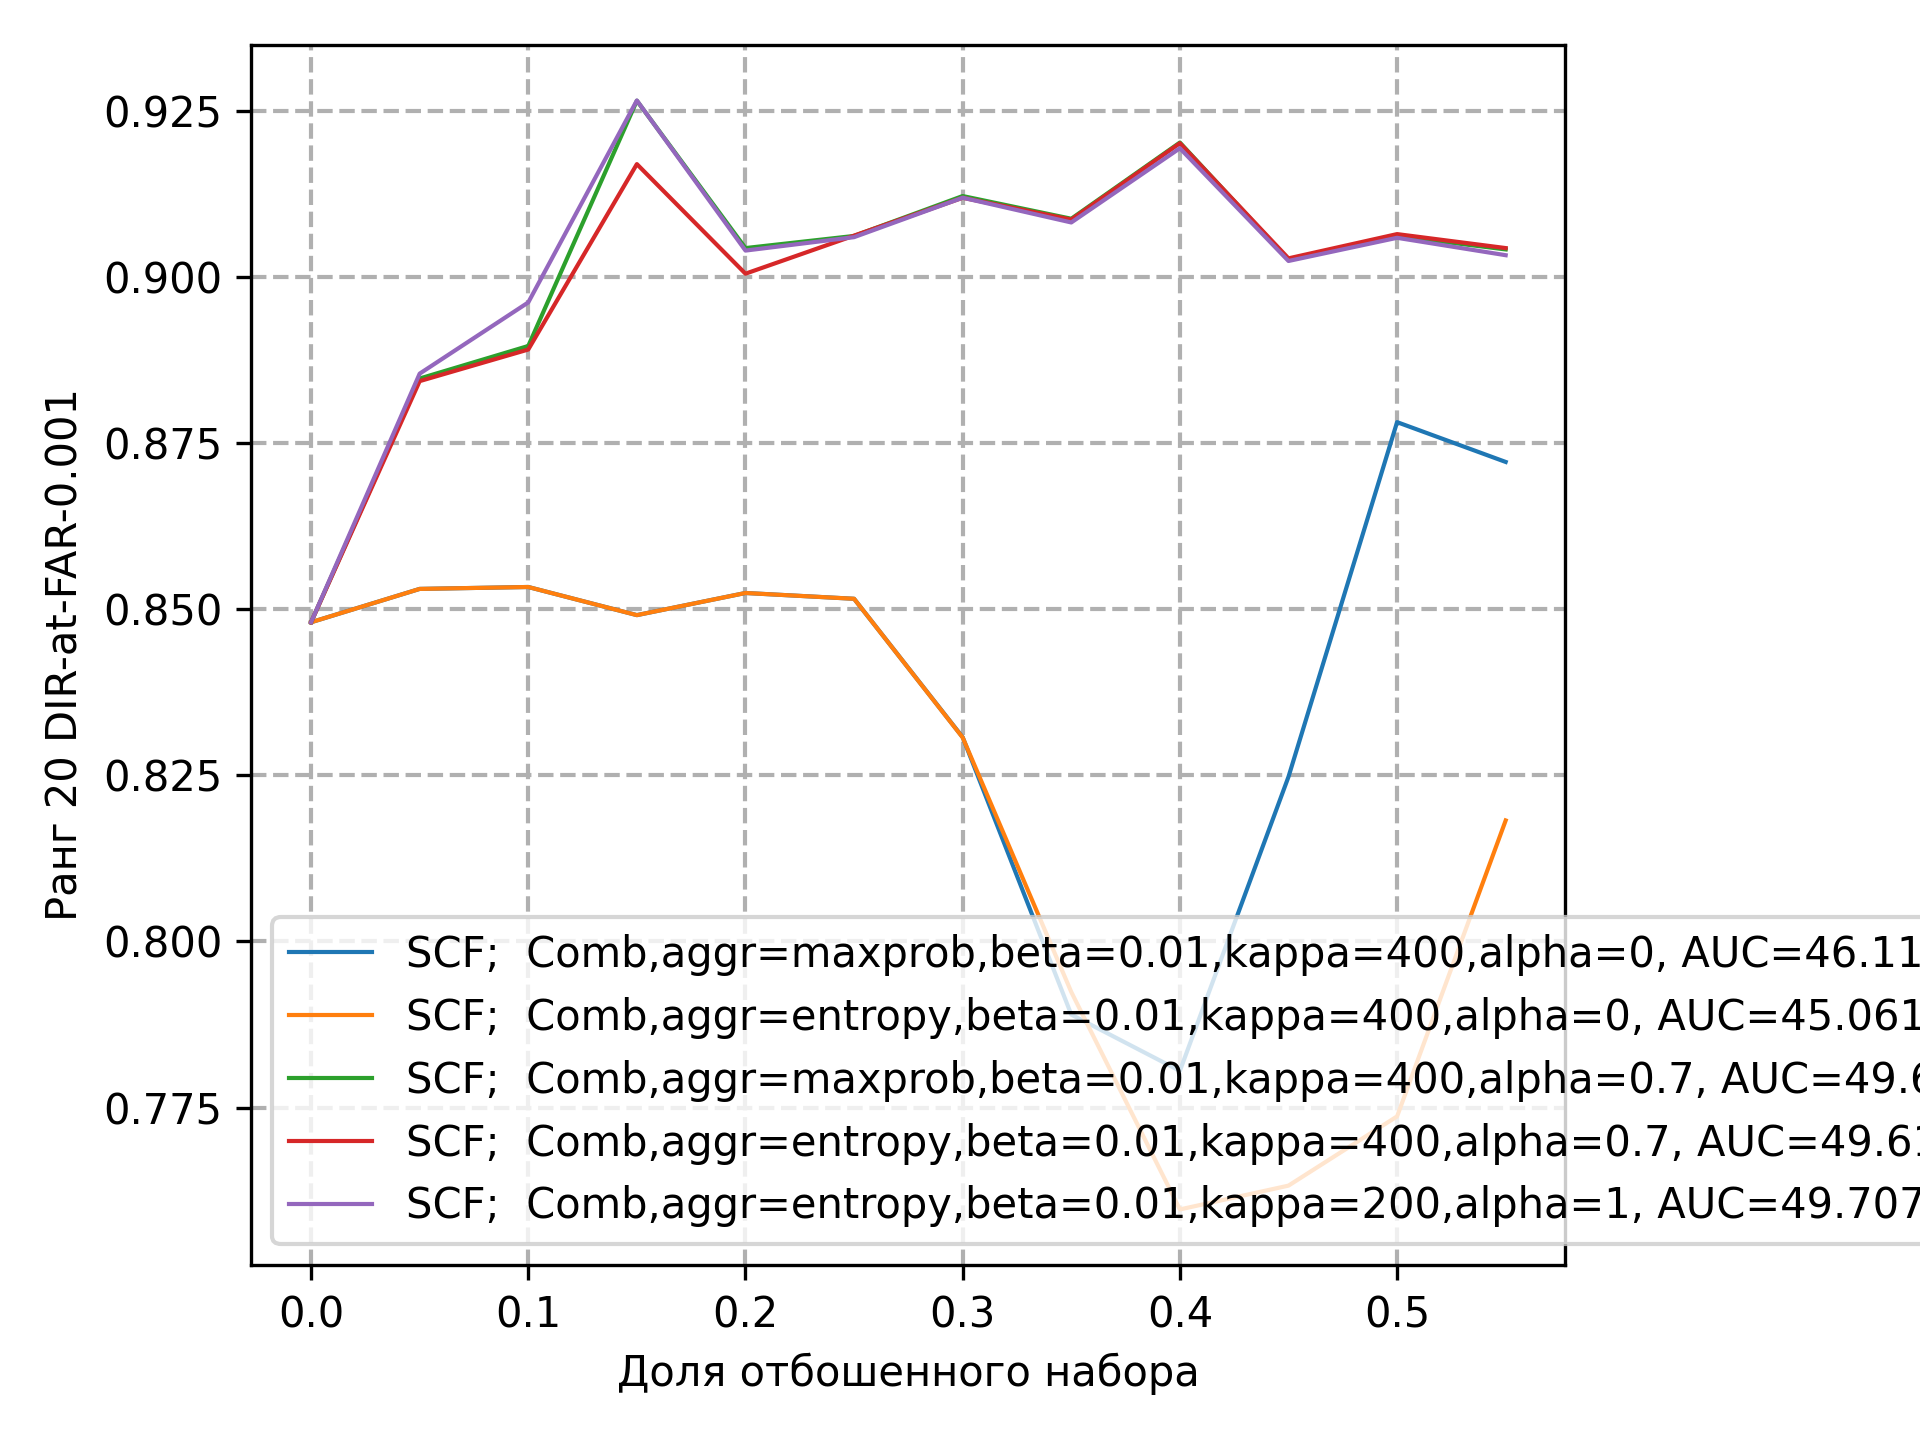 Ранг 20 DIR-at-FAR-0.001
0.925
0.900
0.875
0.850
0.825
0.800
0.775
SCF;  Comb,aggr=maxprob,beta=0.01,kappa=400,alpha=0, AUC=46.11
SCF;  Comb,aggr=entropy,beta=0.01,kappa=400,alpha=0, AUC=45.061
SCF;  Comb,aggr=maxprob,beta=0.01,kappa=400,alpha=0.7, AUC=49.6
SCF;  Comb,aggr=entropy,beta=0.01,kappa=400,alpha=0.7, AUC=49.61
SCF;  Comb,aggr=entropy,beta=0.01,kappa=200,alpha=1, AUC=49.707
0.0 0.1 0.2 0.3 0.4 0.5
Доля отбошенного набора